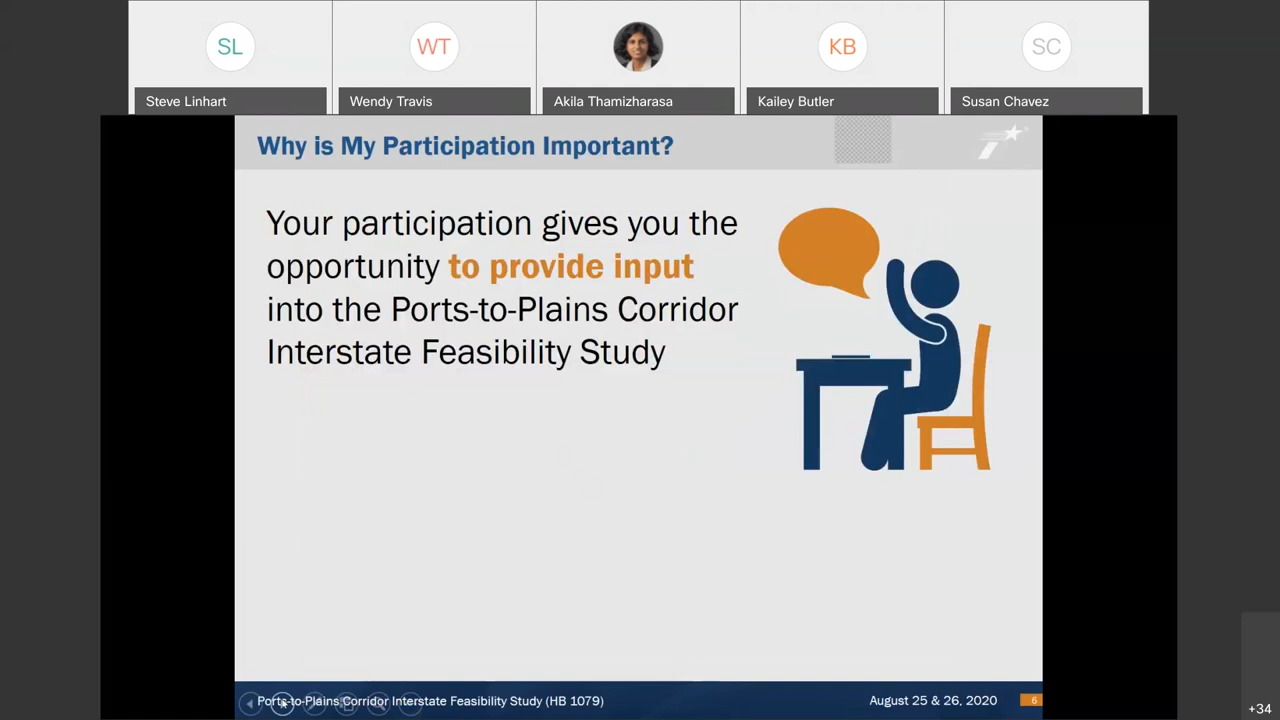 SL
WT
KB
SC
Steve Linhart
Wendy Travis
Akila Thamizharasa
Kailey Butler
Susan Chavez
Why is My Participation Important?
Your participation gives you the
opportunity to provide input
into the Ports-to-Plains Corridor
Interstate Feasibility Study
Ports-to-Plains Corridor Interstate Feasibility Study (HB 1079)
August 25 & 26, 2020
6
+34